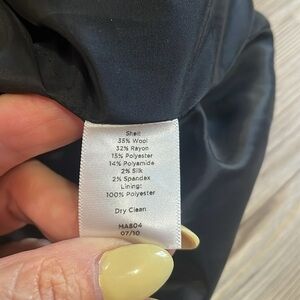 Shell:
35% Wool
32% Rayon
15% Polyester
14% Polyamide
2% Silk
2% Spandex
Lining:
100% Polyester
Dry Clean
HA804
07/10